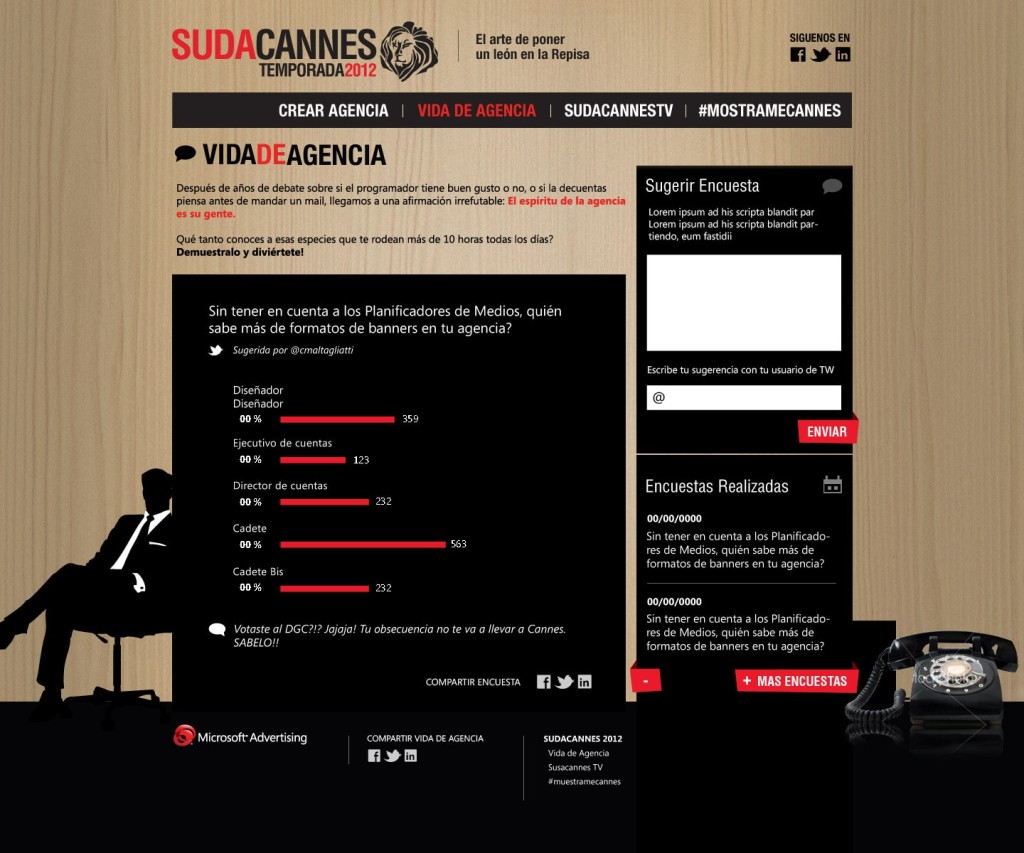 SUDACANNES
TEMPORADA2012
El arte de poner
un león en la Repisa
SIGUENOS EN
CREAR AGENCIA | VIDA DE AGENCIA | SUDACANNESTV | #MOSTRAMECANNES
VIDADEAGENCIA
Después de años de debate sobre si el programador tiene buen gusto o no, o si la decuentas
piensa antes de mandar un mail, llegamos a una afirmación irrefutable: El espíritu de la agencia
es su gente.
Qué tanto conoces a esas especies que te rodean más de 10 horas todas los días?
Demuestralo y diviértete!
Sin tener en cuenta a los Planificadores de Medios, quién
sabe más de formatos de banners en tu agencia?
Sugerida por @cmaltagliatti
Diseñador
Diseñador
00 % 359
Ejecutivo de cuentas
00 % 123
Director de cuentas
00 % 232
Cadete
00 % 563
Cadete Bis
00 % 232
Votaste al DGC?!? Jajaja! Tu obsecuencia no te va a llevar a Cannes.
SABELO!!
COMPARTIR ENCUESTA
Sugerir Encuesta
Lorem ipsum ad his scripta blandit par
Lorem ipsum ad his scripta blandit par-
tiendo, eum fastidii
Escribe tu sugerencia con tu usuario de TW
@
ENVIAR
Encuestas Realizadas
00/00/0000
Sin tener en cuenta a los Planificado-
res de Medios, quién sabe más de
formatos de banners en tu agencia?
00/00/0000
Sin tener en cuenta a los Planificado-
res de Medios, quién sabe más de
formatos de banners en tu agencia?
-
+ MAS ENCUESTAS
Microsoft Advertising
COMPARTIR VIDA DE AGENCIA
SUDACANNES 2012
Vida de Agencia
Susacannes TV
#muestramecannes